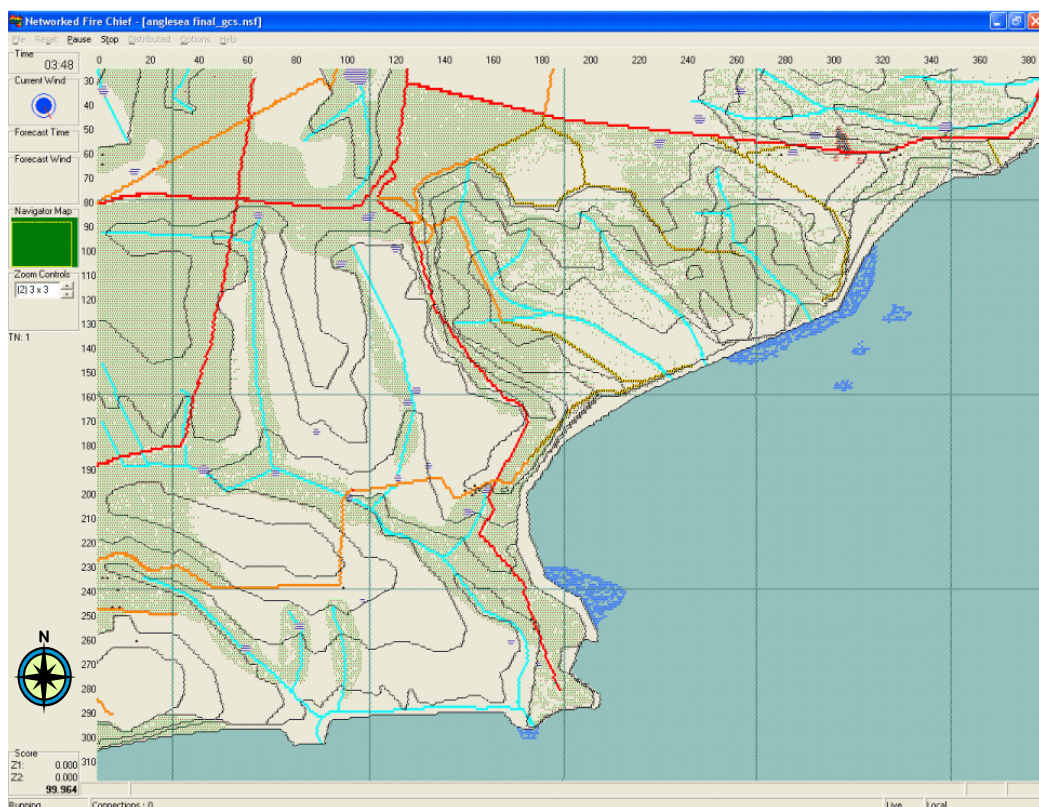 Networked Fire Chief - [anglesea final_gcs.nsf]
File Reset Pause Stop Distributed Options Help
Time
03:48
0 20 40 60 80 100 120 140 160 180 200 220 240 260 280 300 320 340 360 380
Current Wind
Forecast Time
Forecast Wind
Navigator Map
Zoom Controls
(2) 3 x 3
TN: 1
30
40
50
60
70
80
90
100
110
120
130
140
150
160
170
180
190
200
210
220
230
240
250
260
270
280
290
300
310
N
Score
Z1: 0.000
Z2: 0.000
99.964
Running Connections : 0 Live Local